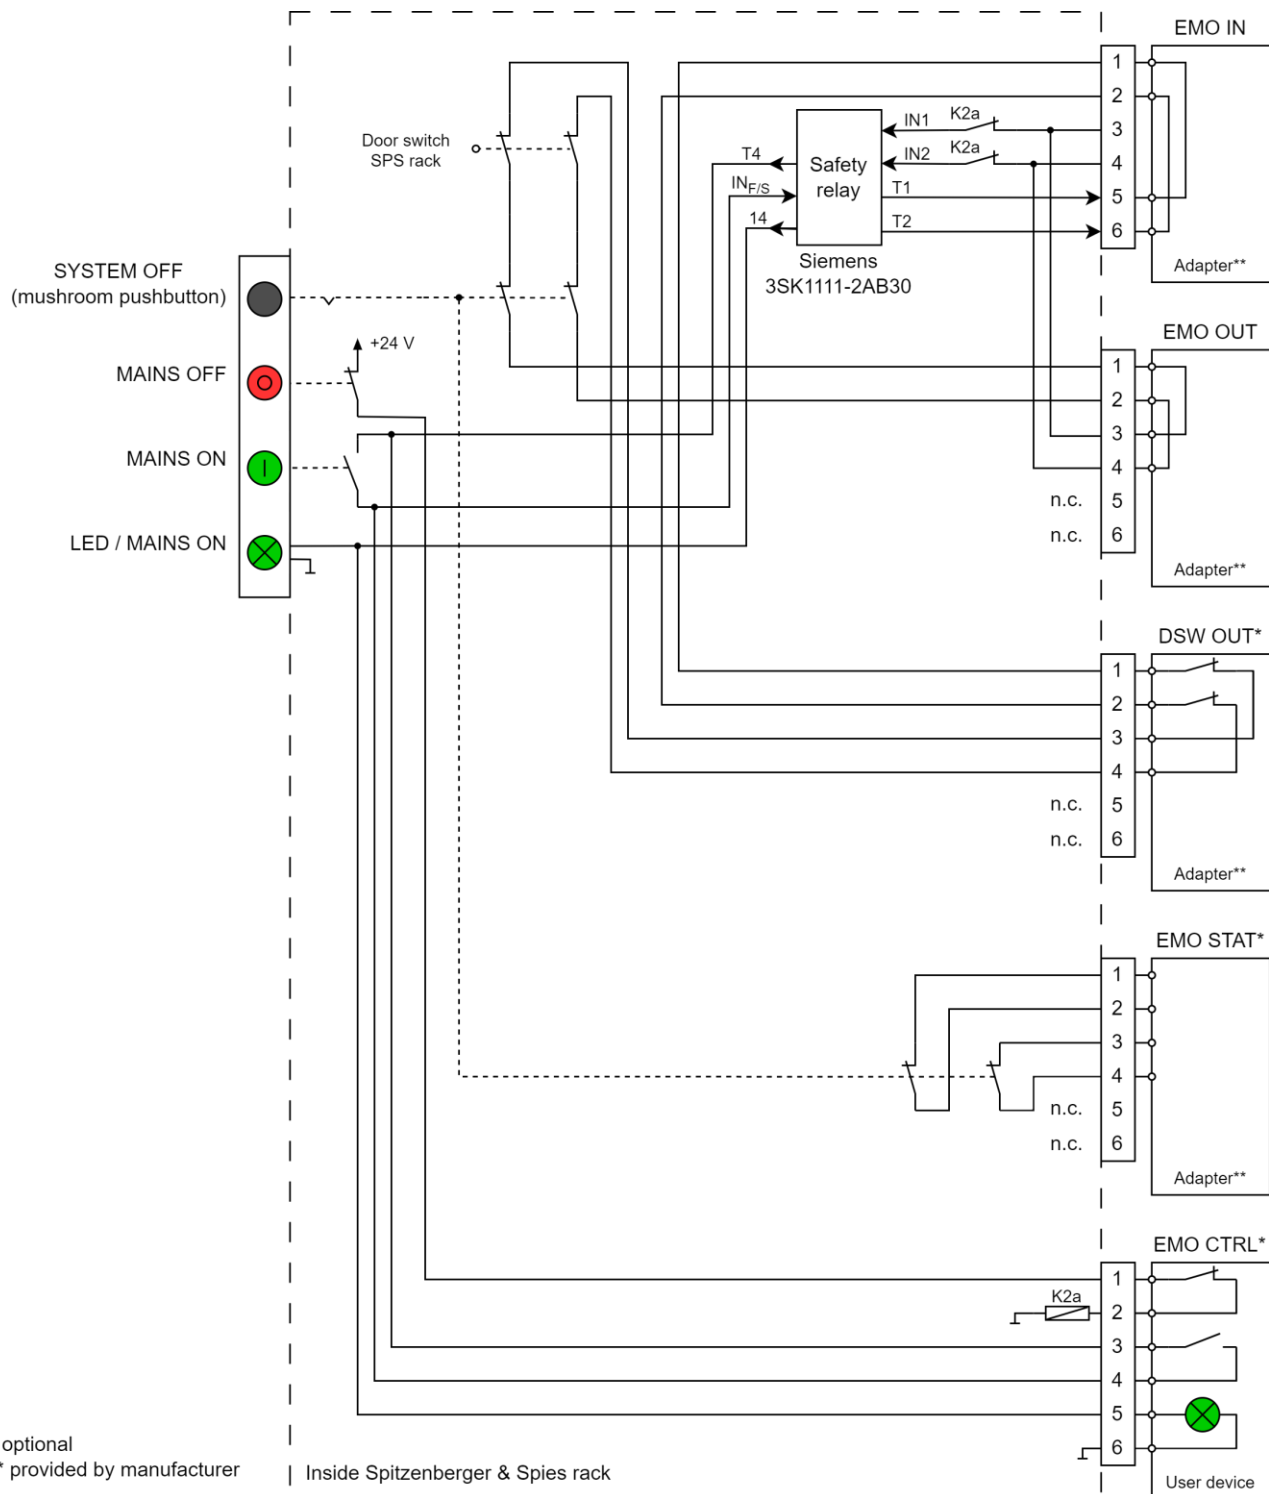 EMO IN
1
2
3
4
5
6
Adapter**
Door switch
SPS rack
T4
IN F/S
14
Safety
relay
IN1
K2a
IN2
K2a
T1
T2
Siemens
3SK1111-2AB30
SYSTEM OFF
(mushroom pushbutton)
+24 V
MAINS OFF
MAINS ON
LED / MAINS ON
EMO OUT
1
2
3
4
n.c. 5
n.c. 6
Adapter**
DSW OUT*
1
2
3
4
n.c. 5
n.c. 6
Adapter**
EMO STAT*
1
2
3
4
n.c. 5
n.c. 6
Adapter**
EMO CTRL*
1
K2a
2
3
4
5
6
User device
optional
* provided by manufacturer
Inside Spitzenberger & Spies rack